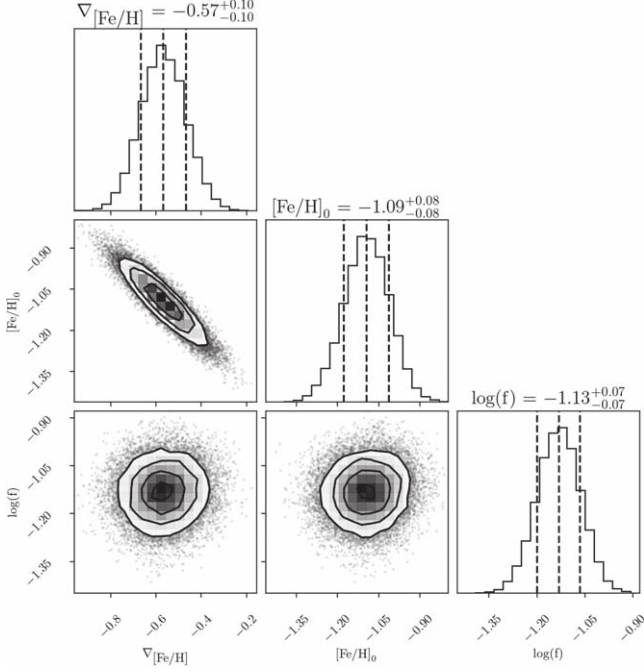 ∇[Fe/H] = −0.57+0.10−0.10
[Fe/H]0 = −1.09+0.08−0.08
−0.90
−1.05
−1.20
−1.35
[Fe/H]0
log(f) = −1.13+0.07−0.07
−0.90
−1.05
−1.20
−1.35
log(f)
−0.8 −0.6 −0.4 −0.2
∇[Fe/H]
−1.35 −1.20 −1.05 −0.90
[Fe/H]0
−1.35 −1.20 −1.05 −0.90
log(f)